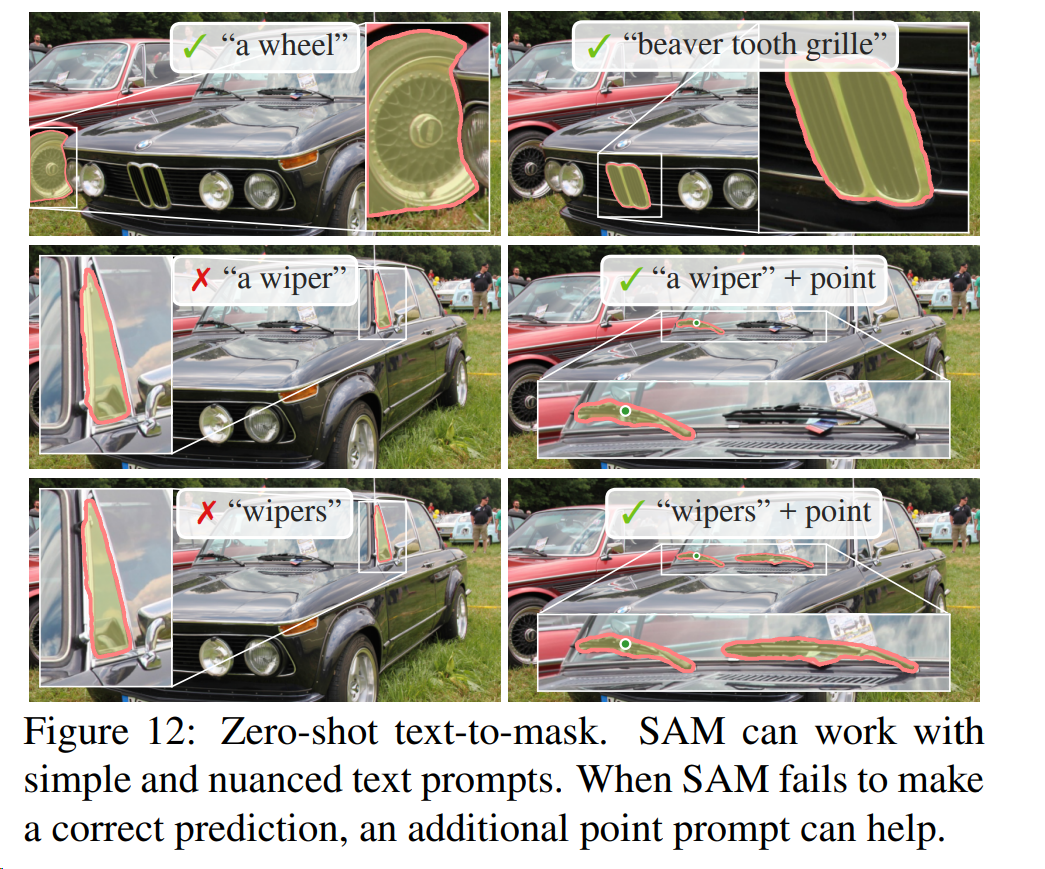 ✓ “a wheel”
✓ “beaver tooth grille”
✗ “a wiper”
✓ “a wiper” + point
✗ “wipers”
✓ “wipers” + point
Figure 12: Zero-shot text-to-mask. SAM can work with
simple and nuanced text prompts. When SAM fails to make
a correct prediction, an additional point prompt can help.